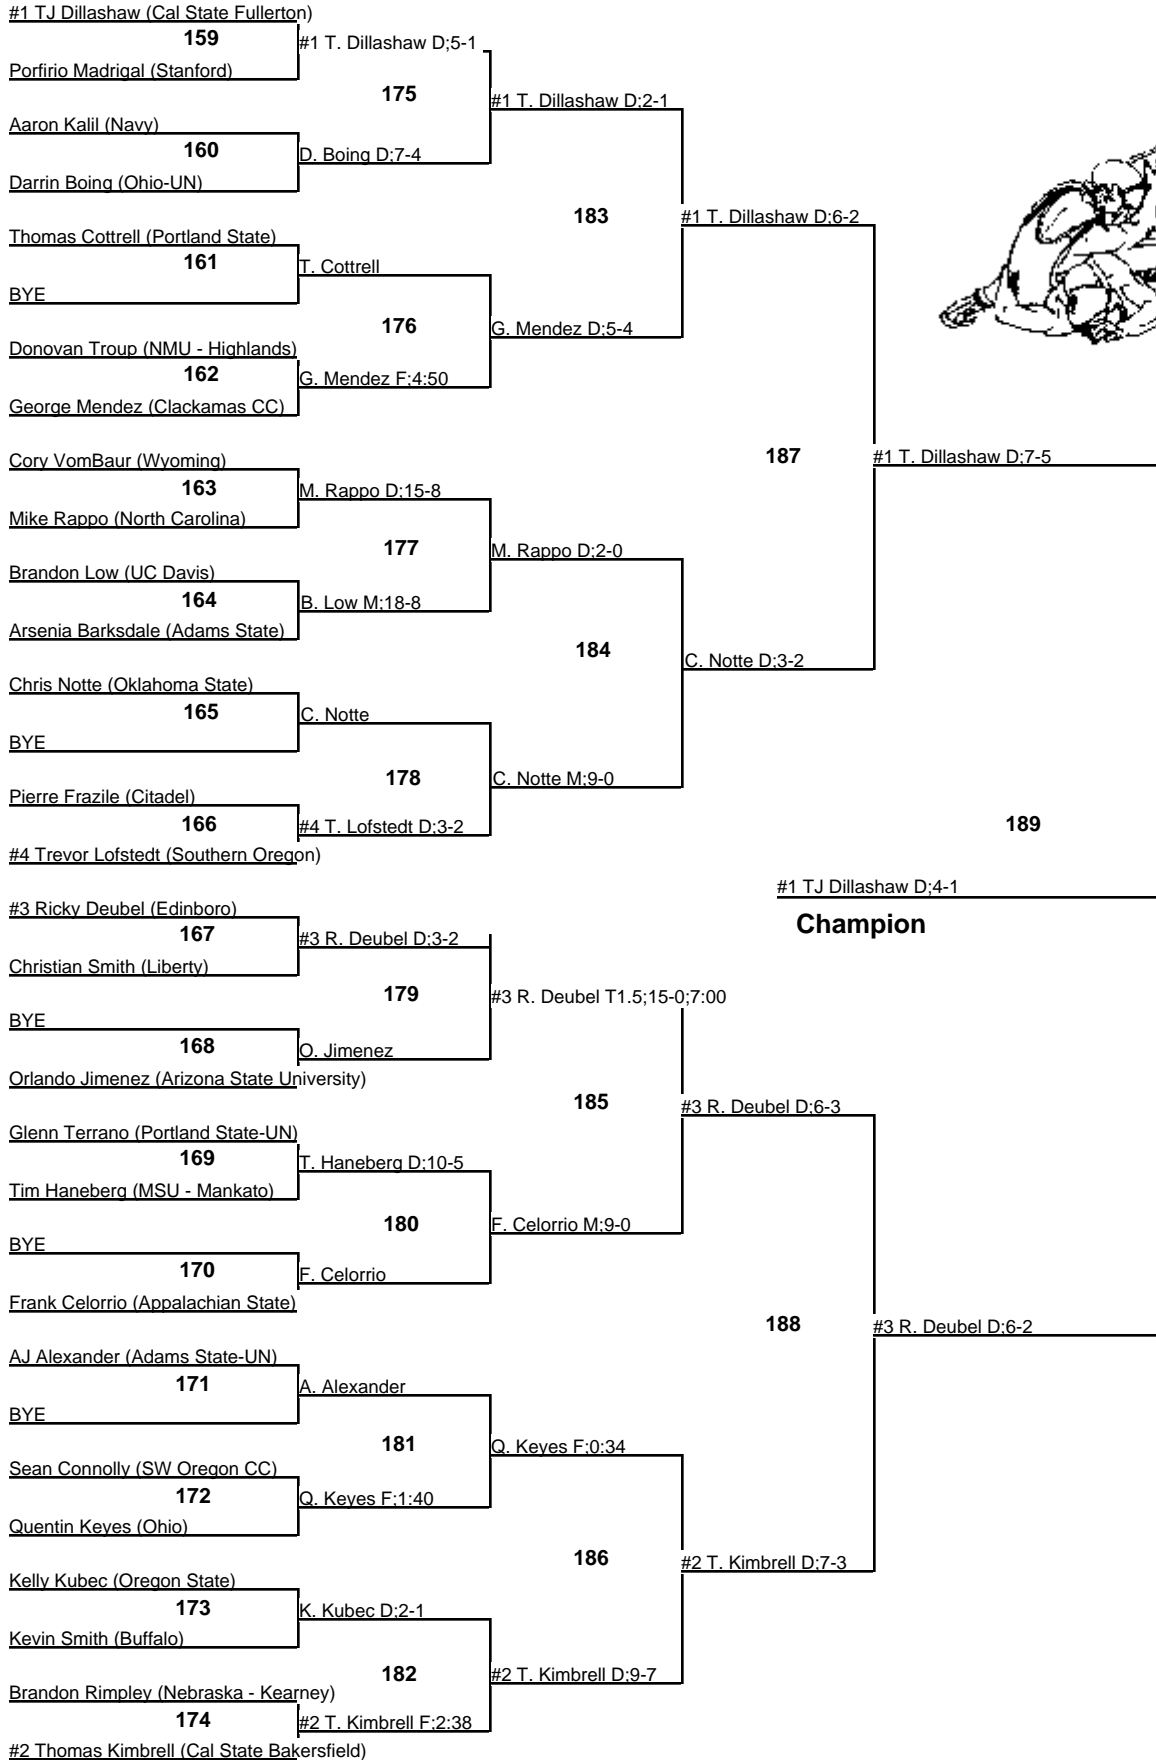 #1 TJ Dillashaw (Cal State Fullerton)
159
#1 T. Dillashaw D;5-1
Porfirio Madrigal (Stanford)
175
#1 T. Dillashaw D;2-1
Aaron Kalil (Navy)
160
D. Boing D;7-4
Darrin Boing (Ohio-UN)
183
#1 T. Dillashaw D;6-2
Thomas Cottrell (Portland State)
161
T. Cottrell
BYE
176
G. Mendez D;5-4
Donovan Troup (NMU - Highlands)
162
G. Mendez F;4:50
George Mendez (Clackamas CC)
187
#1 T. Dillashaw D;7-5
Cory VomBaur (Wyoming)
163
M. Rappo D;15-8
Mike Rappo (North Carolina)
177
M. Rappo D;2-0
Brandon Low (UC Davis)
164
B. Low M;18-8
Arsenia Barksdale (Adams State)
184
C. Notte D;3-2
Chris Notte (Oklahoma State)
165
C. Notte
BYE
178
C. Notte M;9-0
Pierre Frazile (Citadel)
166
#4 T. Lofstedt D;3-2
189
#4 Trevor Lofstedt (Southern Oregon)
#1 TJ Dillashaw D;4-1
Champion
#3 Ricky Deubel (Edinboro)
167
#3 R. Deubel D;3-2
Christian Smith (Liberty)
179
#3 R. Deubel T1.5;15-0;7:00
BYE
168
O. Jimenez
Orlando Jimenez (Arizona State University)
185
#3 R. Deubel D;6-3
Glenn Terrano (Portland State-UN)
169
T. Haneberg D;10-5
Tim Haneberg (MSU - Mankato)
180
F. Celorrio M;9-0
BYE
170
F. Celorrio
Frank Celorrio (Appalachian State)
188
#3 R. Deubel D;6-2
AJ Alexander (Adams State-UN)
171
A. Alexander
BYE
181
Q. Keyes F;0:34
Sean Connolly (SW Oregon CC)
172
Q. Keyes F;1:40
Quentin Keyes (Ohio)
186
#2 T. Kimbrell D;7-3
Kelly Kubec (Oregon State)
173
K. Kubec D;2-1
Kevin Smith (Buffalo)
182
#2 T. Kimbrell D;9-7
Brandon Rimpley (Nebraska - Kearney)
174
#2 T. Kimbrell F;2:38
#2 Thomas Kimbrell (Cal State Bakersfield)